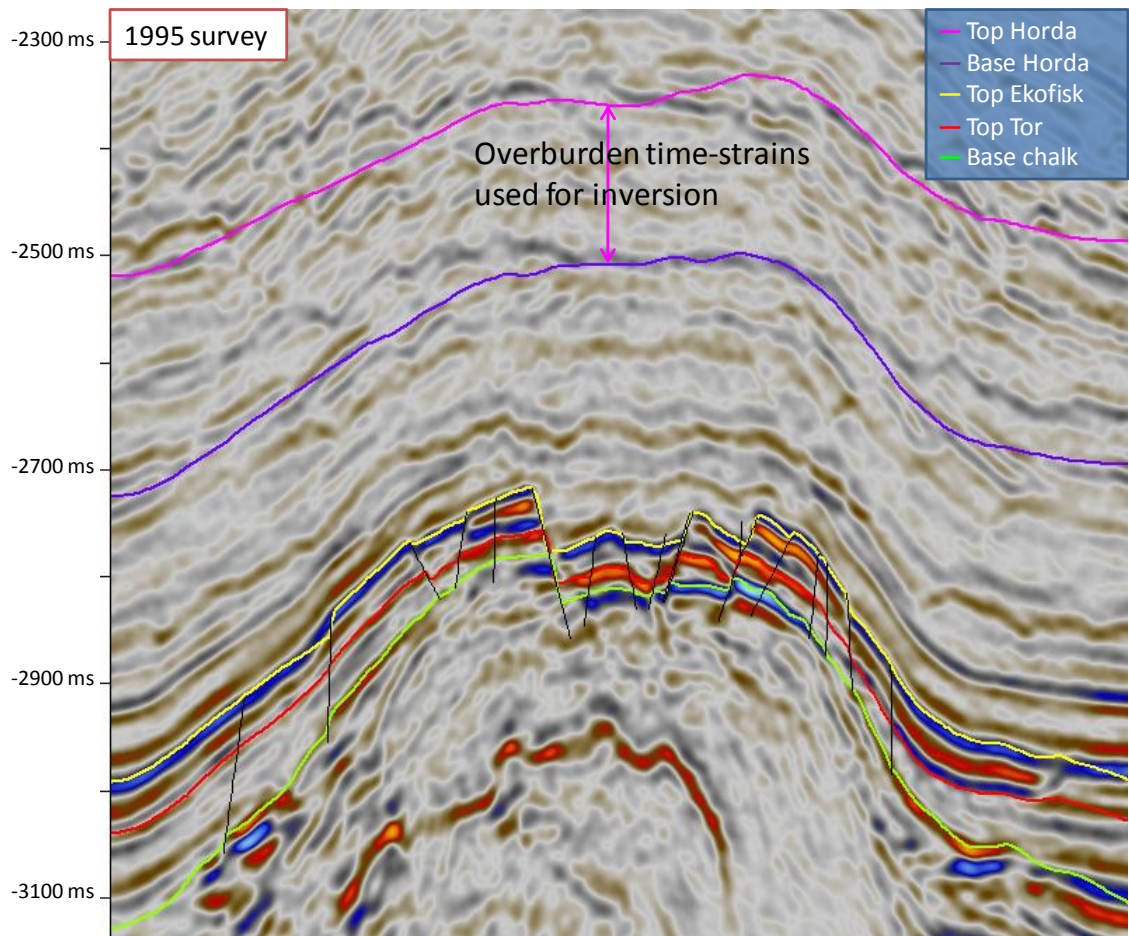 1995 survey
Top Horda
Base Horda
Top Ekofisk
Top Tor
Base chalk
Overburden time-strains
used for inversion
-2300 ms
-2500 ms
-2700 ms
-2900 ms
-3100 ms